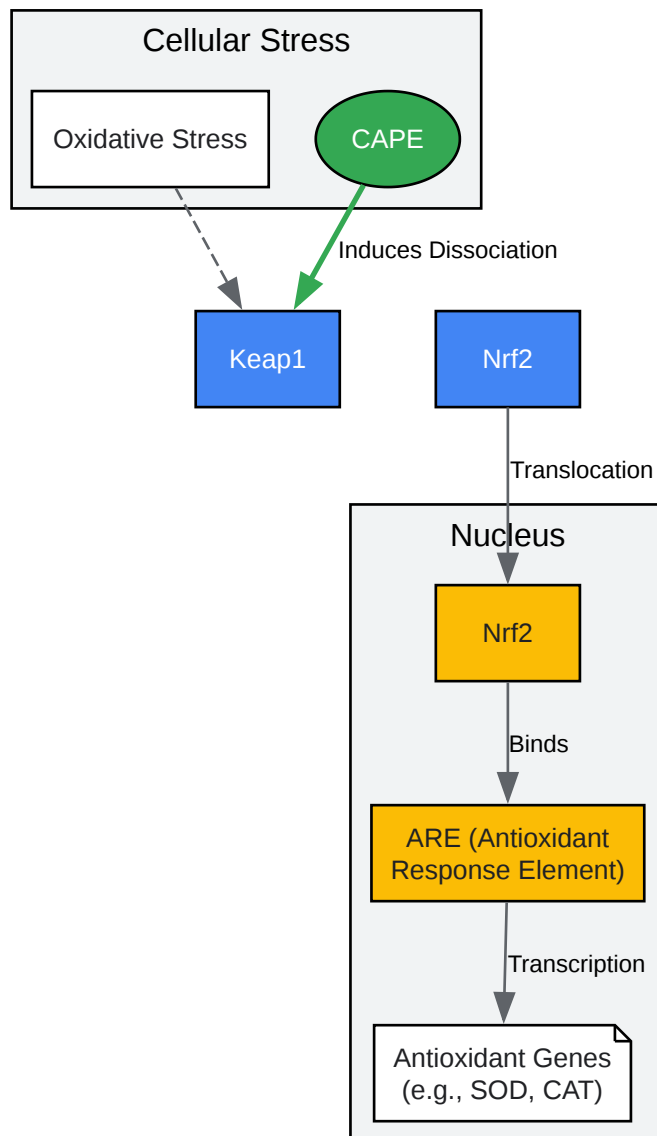 Cellular Stress
Oxidative Stress
CAPE
Induces Dissociation
Keap1
Nrf2
Translocation
Nucleus
Nrf2
Binds
ARE (Antioxidant
Response Element)
Transcription
Antioxidant Genes
(e.g., SOD, CAT)